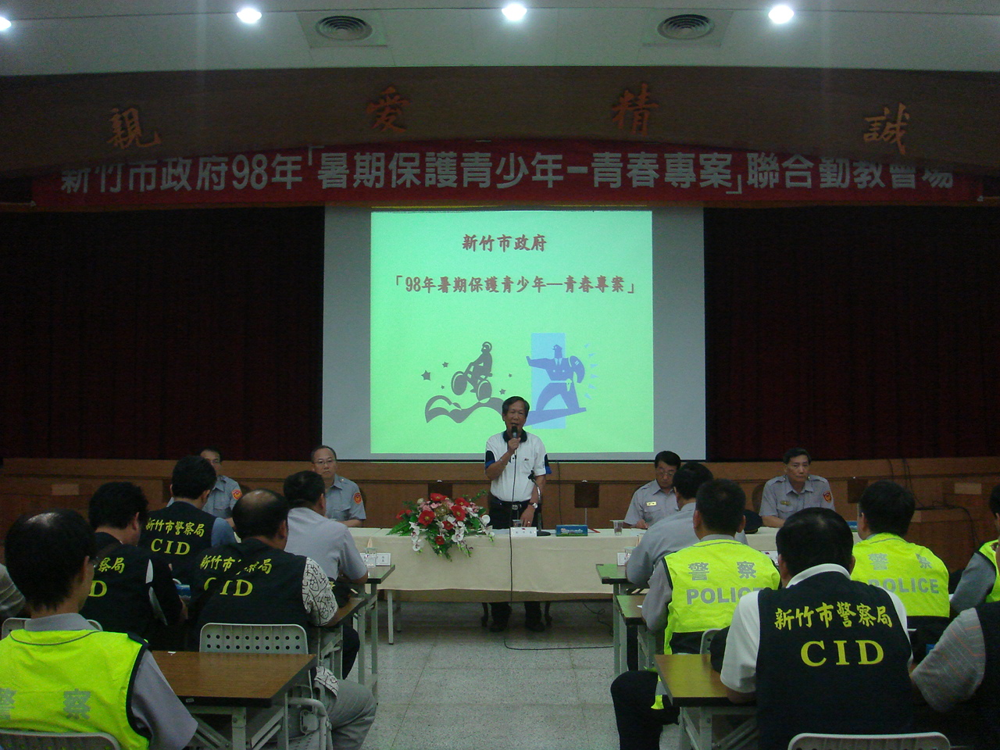 親 愛 精 誠
新竹市政府98年「暑期保護青少年-青春專案」聯合勤教會場
新竹市政府
「98年暑期保護青少年—青春專案」
新竹市警察局
CID
警察局
D
新竹市警察局
CID
警察
POLICE
警察
POLICE
新竹市警察局
CID
警察